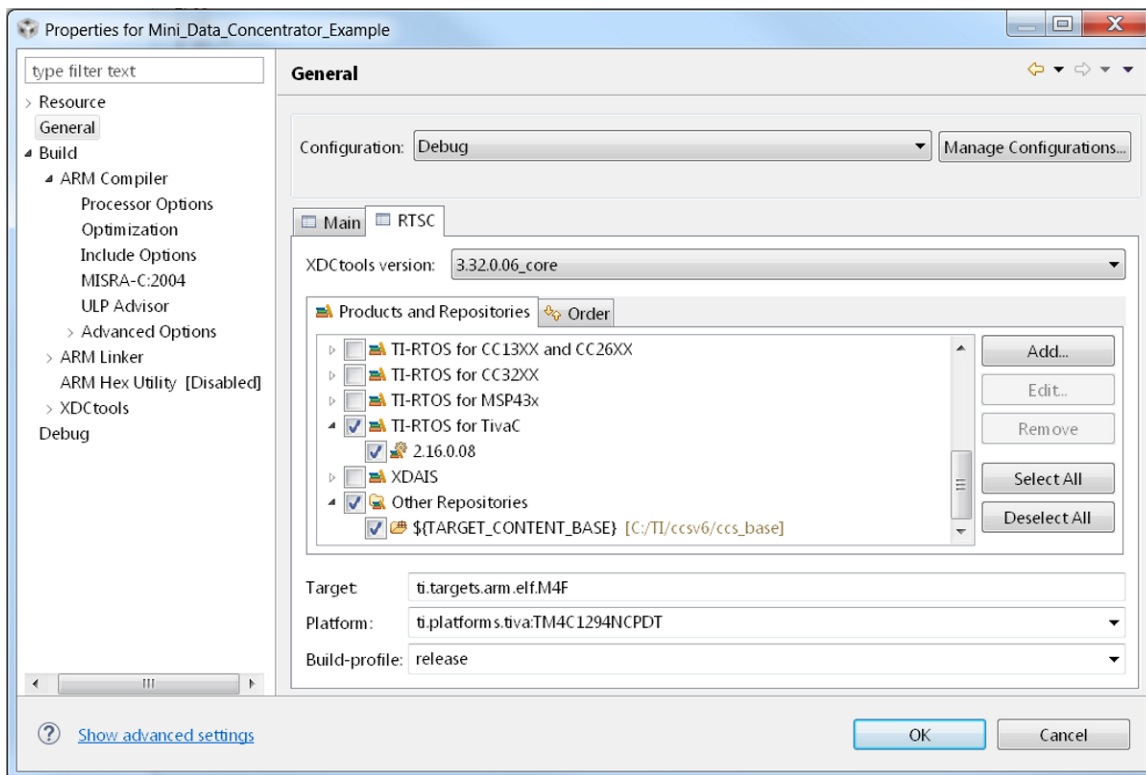 Properties for Mini_Data_Concentrator_Example
type filter text
General
Resource
General
Build
ARM Compiler
Processor Options
Optimization
Include Options
MISRA-C:2004
ULP Advisor
Advanced Options
ARM Linker
ARM Hex Utility [Disabled]
XDCtools
Debug
Configuration: Debug
Manage Configurations...
Main
RTSC
XDCtools version: 3.32.0.06_core
Products and Repositories
Order
TI-RTOS for CC13XX and CC26XX
TI-RTOS for CC32XX
TI-RTOS for MSP43x
TI-RTOS for TivaC
2.16.0.08
XDAIS
Other Repositories
${TARGET_CONTENT_BASE} [C:/TI/ccsv6/ccs_base]
Add...
Edit...
Remove
Select All
Deselect All
Target: ti.targets.arm.elf.M4F
Platform: ti.platforms.tiva:TM4C1294NCPDT
Build-profile: release
Show advanced settings
OK
Cancel